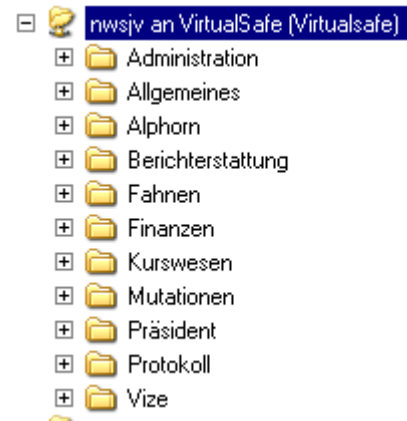 nwsjv an VirtualSafe (Virtualsafe)
Administration
Allgemeines
Alphorn
Berichterstattung
Fahnen
Finanzen
Kurswesen
Mutationen
Präsident
Protokoll
Vize